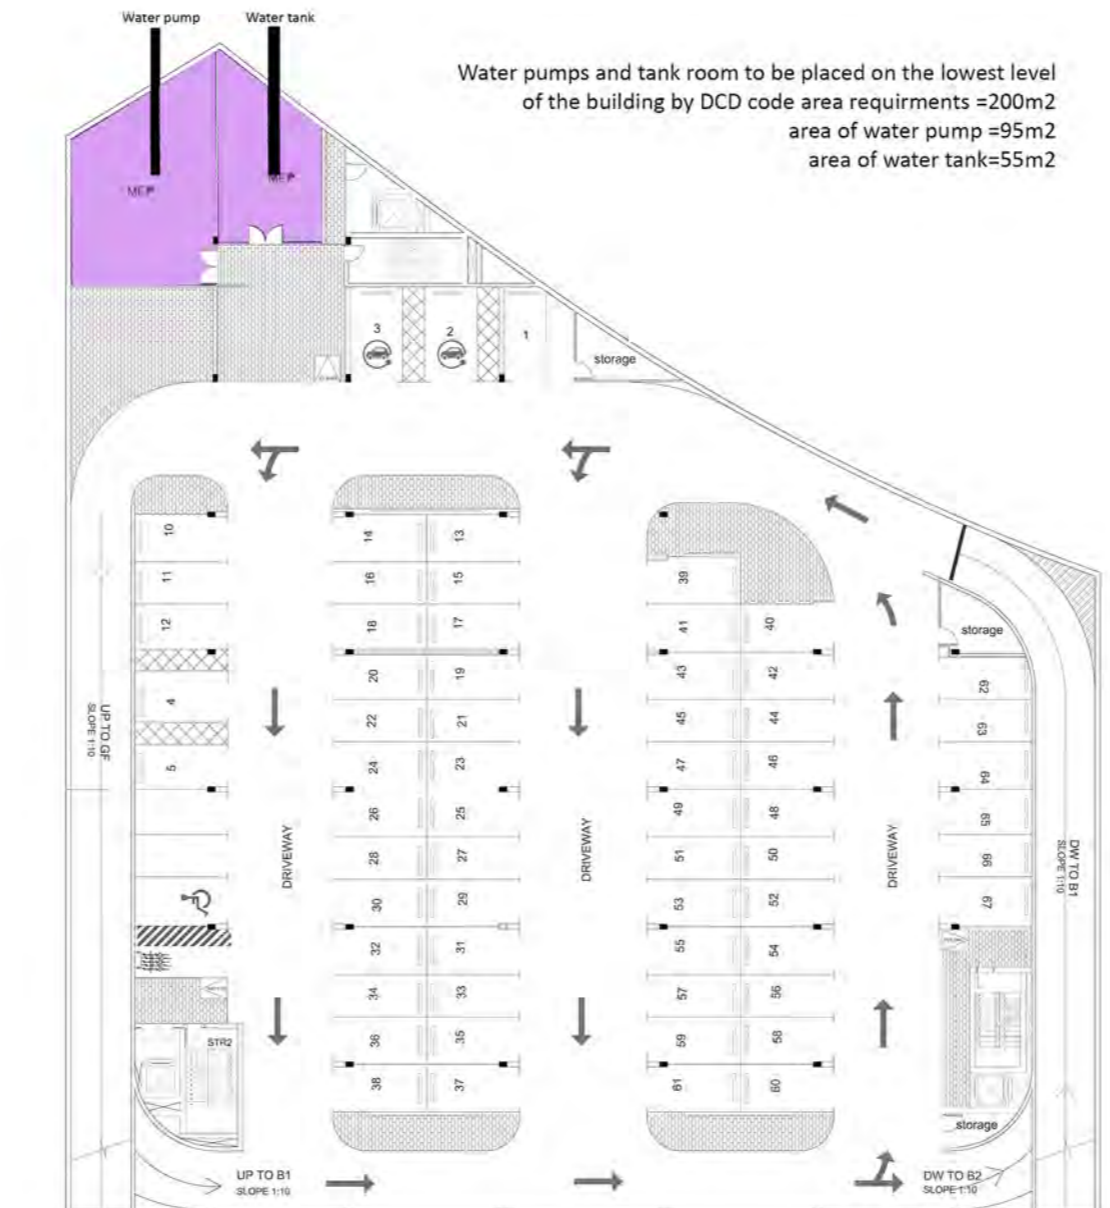 Water pump
Water tank
Water pumps and tank room to be placed on the lowest level
of the building by DCD code area requirments =200m2
area of water pump =95m2
area of water tank=55m2
MEP
MEP
3
2
1
storage
10
14
13
11
16
15
39
12
18
17
41
40
storage
4
20
19
43
42
62
22
21
45
44
63
5
24
23
47
46
64
UP TO GF
SLOPE 1:10
26
25
49
48
65
DRIVEWAY
DRIVEWAY
DRIVEWAY
28
27
51
50
66
DW TO B1
SLOPE 1:10
30
29
53
52
67
32
31
55
54
34
33
57
56
36
35
59
58
STR2
38
37
61
60
storage
UP TO B1
SLOPE 1:10
DW TO B2
SLOPE 1:10